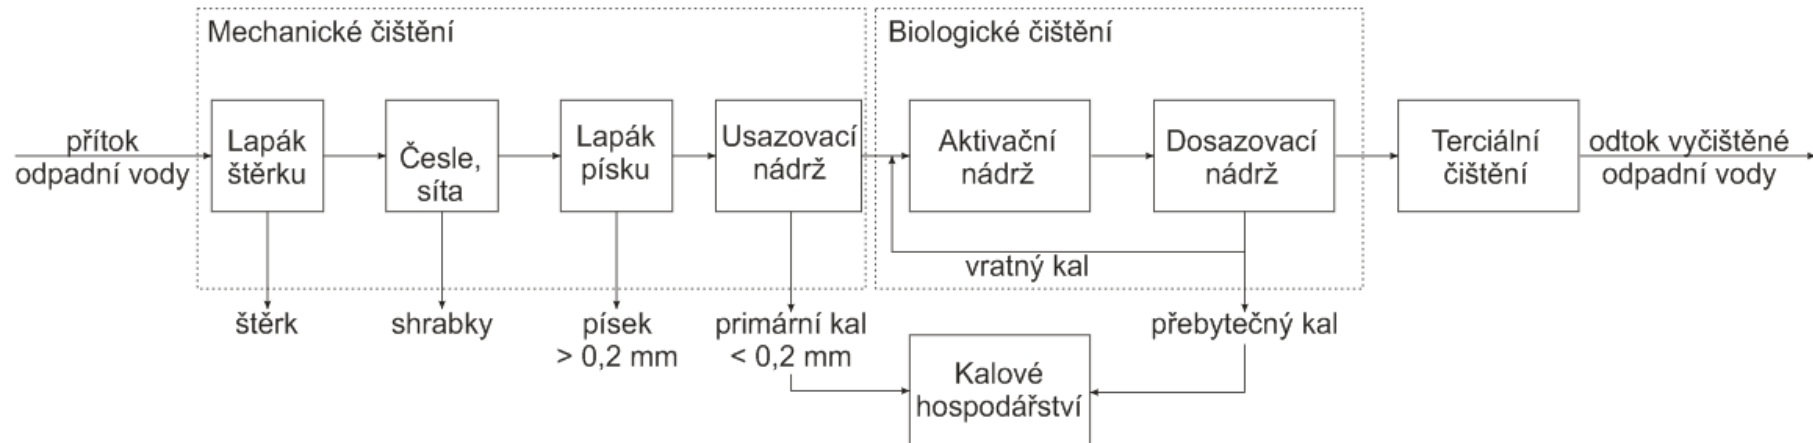 Mechanické čištění
Biologické čištění
přítok
odpadní vody
Lapák
štěrku
Česle,
síta
Lapák
písku
Usazovací
nádrž
Aktivační
nádrž
Dosazovací
nádrž
Terciální
čištění
odtok vyčištěné
odpadní vody
vratný kal
štěrk
shrabky
písek
> 0,2 mm
primární kal
< 0,2 mm
přebytečný kal
Kalové
hospodářství